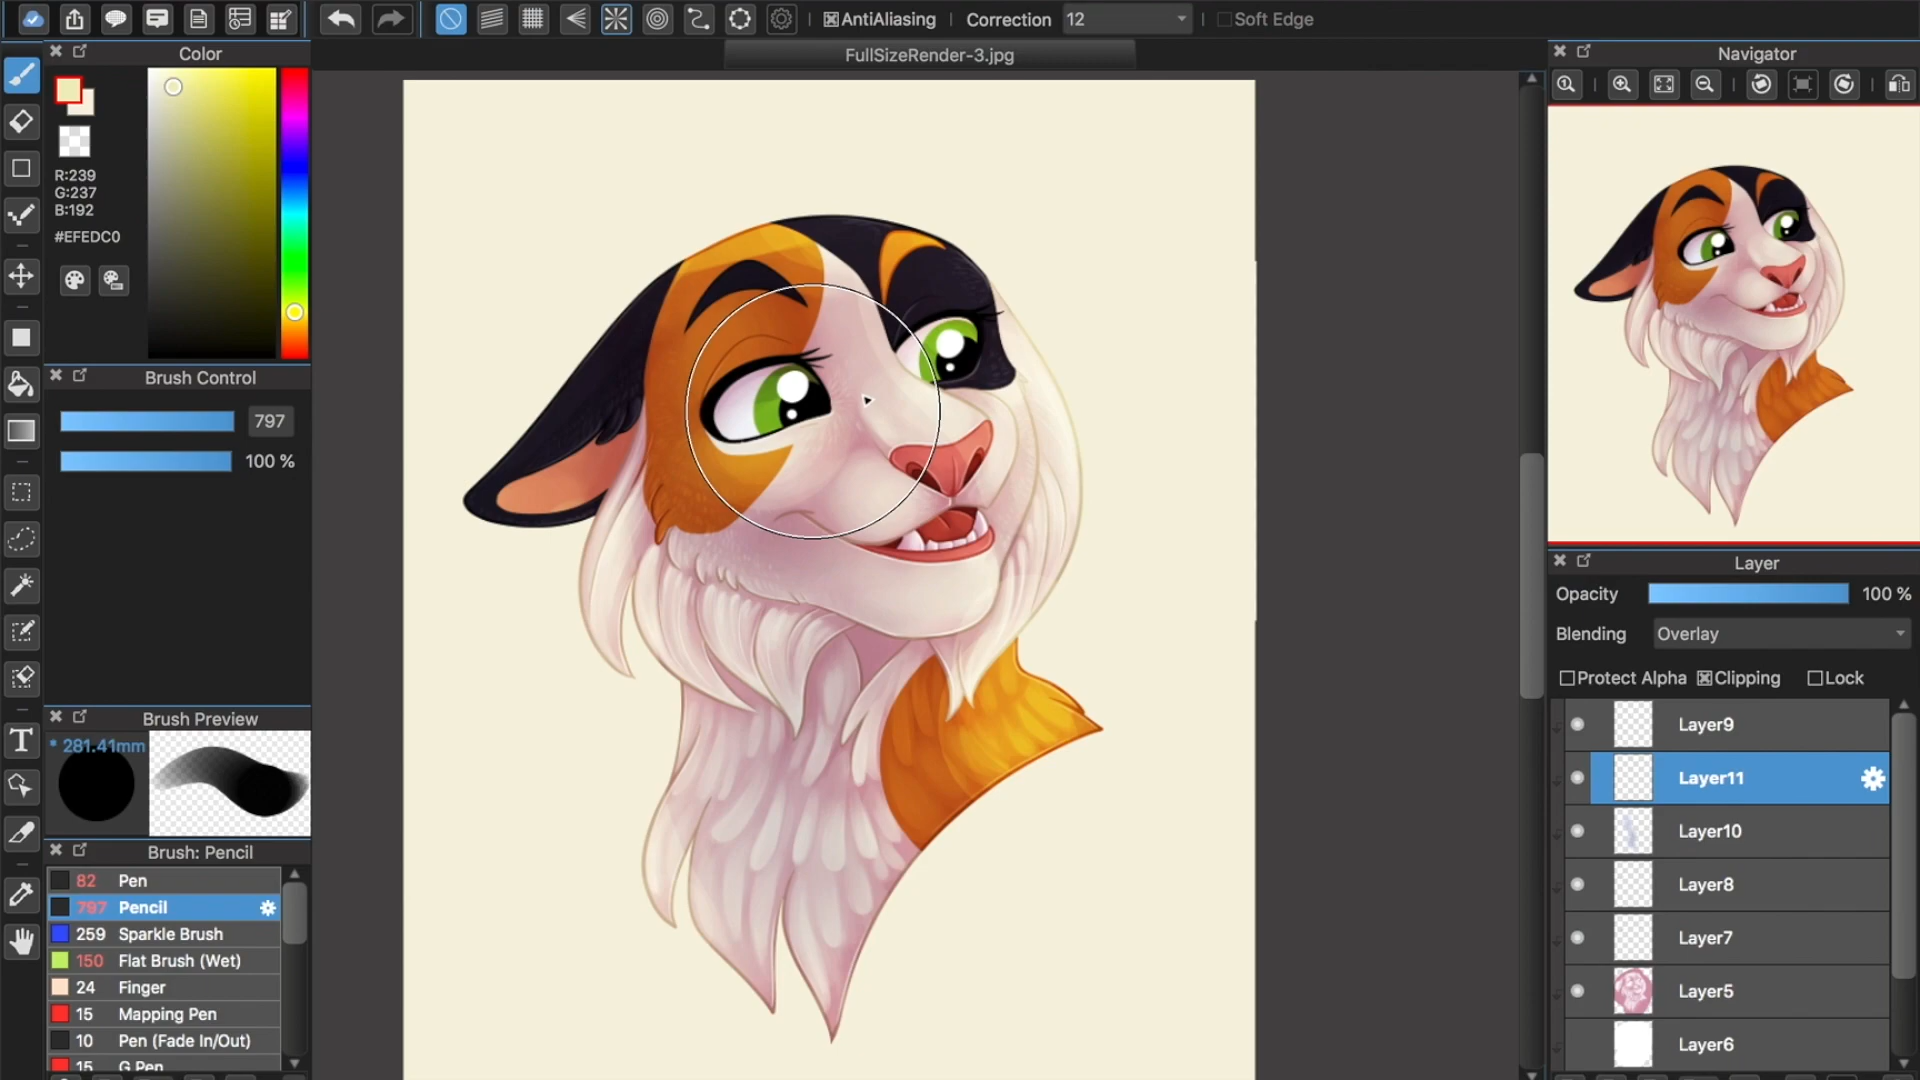 AntiAliasing
Correction 12
Soft Edge
FullSizeRender-3.jpg
Color
R:239
G:237
B:192
#EFEDC0
Brush Control
797
100 %
Brush Preview
* 281.41mm
Brush: Pencil
82 Pen
797 Pencil
259 Sparkle Brush
150 Flat Brush (Wet)
24 Finger
15 Mapping Pen
10 Pen (Fade In/Out)
15 G Pen
Navigator
Layer
Opacity 100 %
Blending Overlay
Protect Alpha Clipping Lock
Layer9
Layer11
Layer10
Layer8
Layer7
Layer5
Layer6